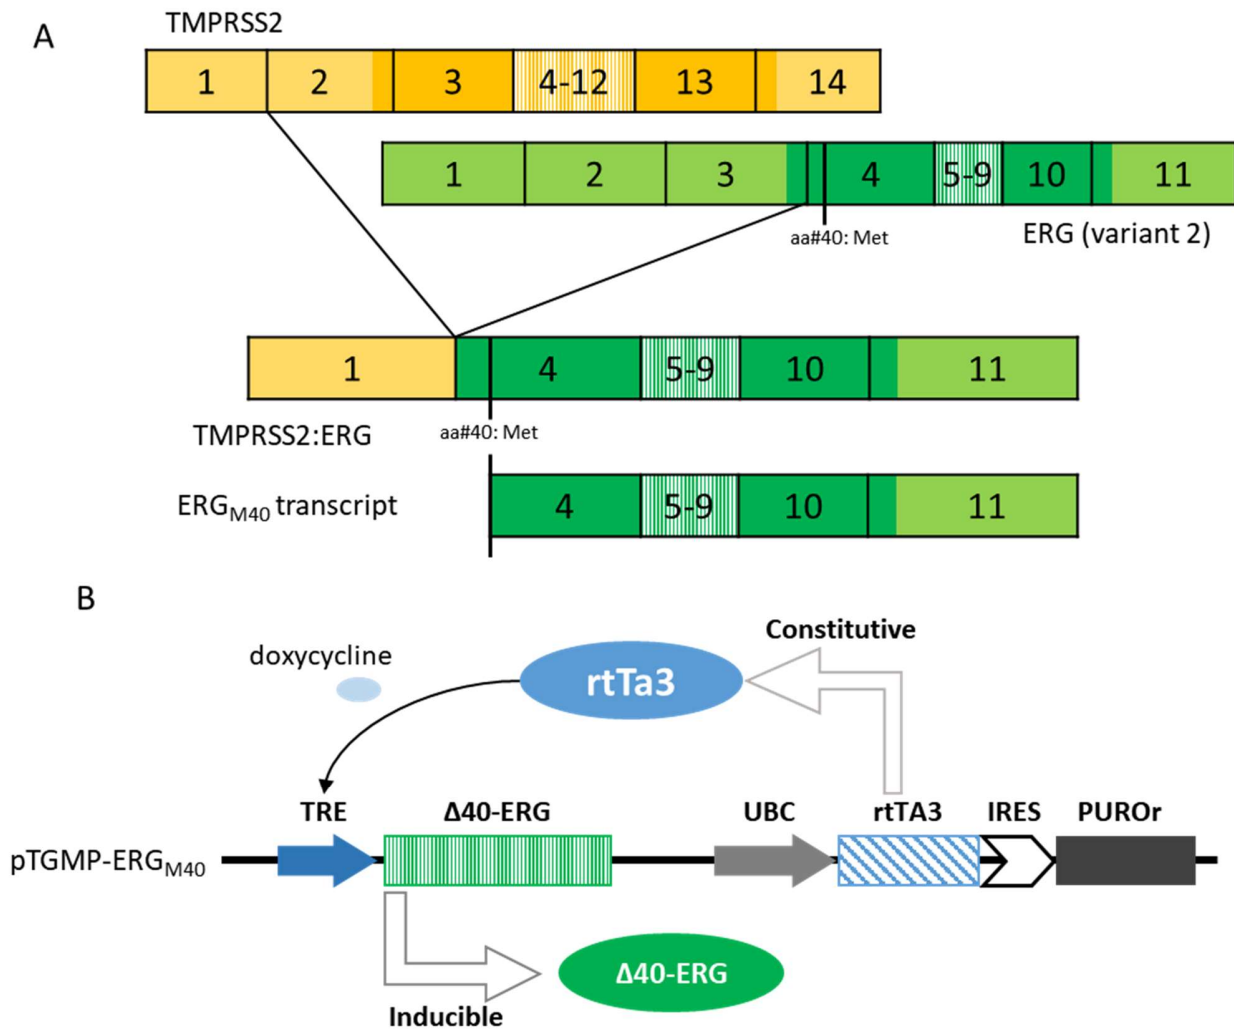 A
TMPRSS2
1 2 3 4-12 13 14
1 2 3 4 5-9 10 11
aa#40: Met
ERG (variant 2)
1 4 5-9 10 11
TMPRSS2:ERG
aa#40: Met
ERGM40 transcript
4 5-9 10 11
B
Constitutive
doxycycline
rtTa3
TRE Δ40-ERG UBC rtTA3 IRES PUROr
pTGMP-ERGM40
Δ40-ERG
Inducible